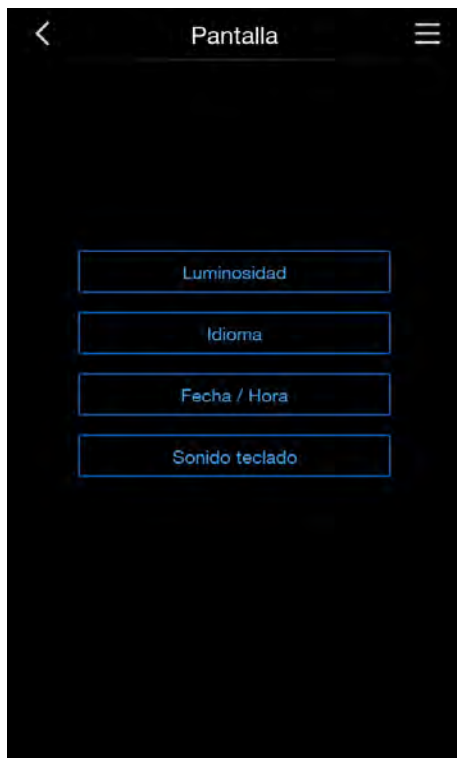 Pantalla
Luminosidad
Idioma
Fecha / Hora
Sonido teclado